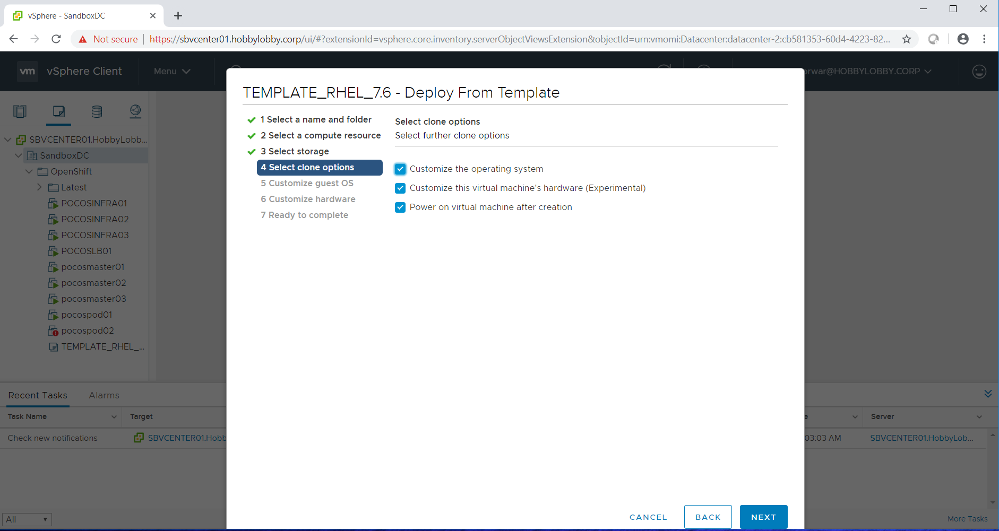 vSphere - SandboxDC
Not secure | https://sbvcenter01.hobbylobby.corp/ui/#?extensionId=vsphere.core.inventory.serverObjectViewsExtension&objectId=urn:vmomi:Datacenter:datacenter-2:cb581353-60d4-4223-82...
vm vSphere Client Menu orwar@HOBBYLOBBY.CORP
TEMPLATE_RHEL_7.6 - Deploy From Template
1 Select a name and folder
2 Select a compute resource
3 Select storage
4 Select clone options
5 Customize guest OS
6 Customize hardware
7 Ready to complete
Select clone options
Select further clone options
Customize the operating system
Customize this virtual machine's hardware (Experimental)
Power on virtual machine after creation
SBVCENTER01.HobbyLobb...
SandboxDC
OpenShift
Latest
POCOSINFRA01
POCOSINFRA02
POCOSINFRA03
POCOSLB01
pocosmaster01
pocosmaster02
pocosmaster03
pocospod01
pocospod02
TEMPLATE_RHEL_...
Recent Tasks Alarms
Task Name Target e Server
Check new notifications SBVCENTER01.Hobb 03:03 AM SBVCENTER01.HobbyLob...
CANCEL BACK NEXT
All More Tasks